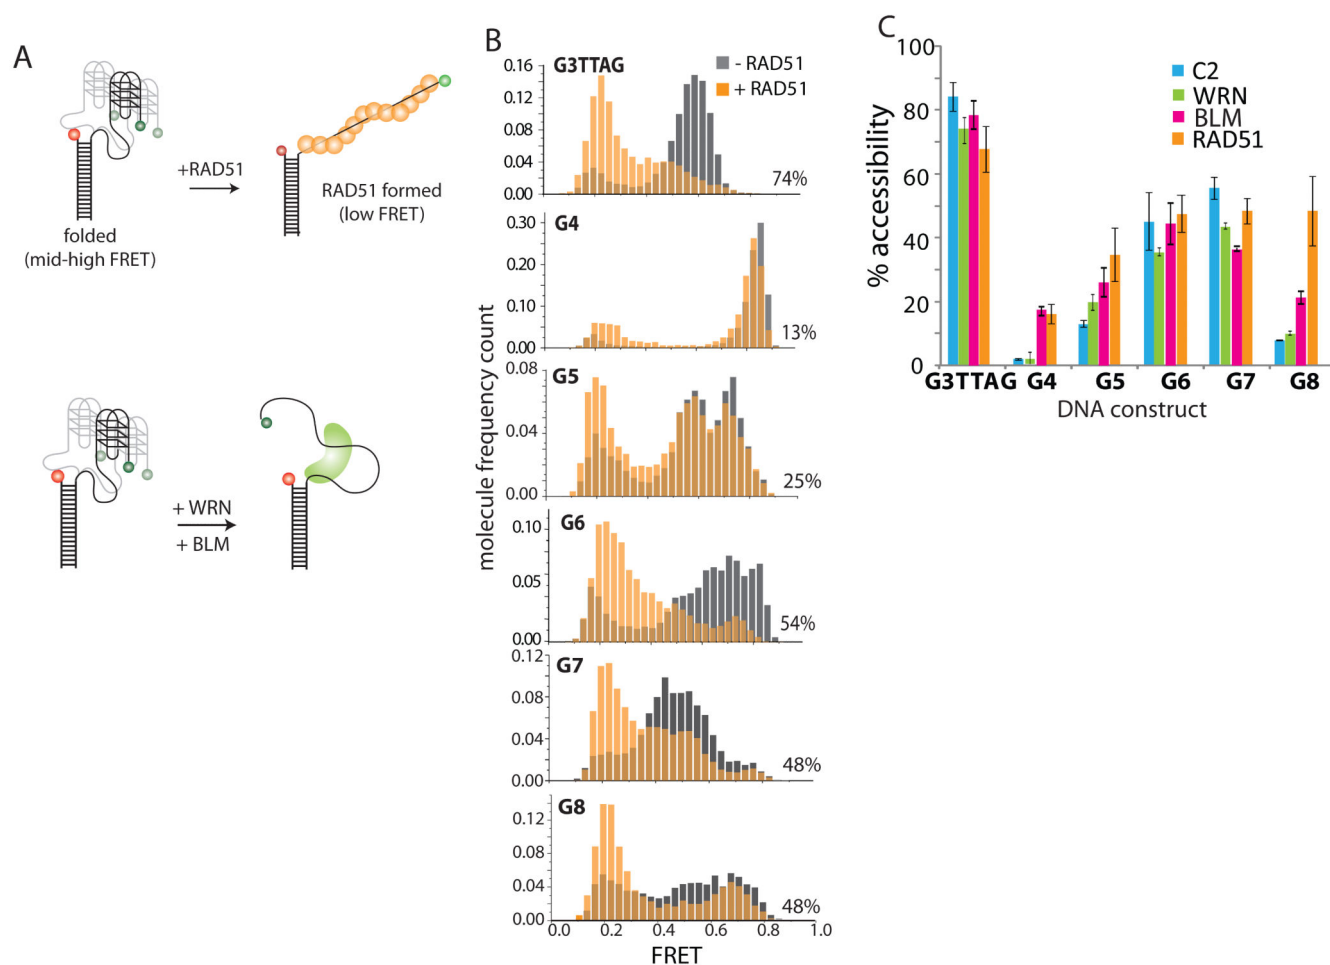 A
+RAD51
folded
(mid-high FRET)
RAD51 formed
(low FRET)
+ WRN
+ BLM
B
molecule frequency count
G3TTAG
- RAD51
+ RAD51
0.16
0.12
0.08
0.04
0.00
74%
G4
0.30
0.20
0.10
0.00
13%
G5
0.08
0.04
0.00
25%
G6
0.10
0.05
0.00
54%
G7
0.12
0.08
0.04
0.00
48%
G8
0.12
0.08
0.04
0.00
48%
0.0 0.2 0.4 0.6 0.8 1.0
FRET
C
% accessibility
100
80
60
40
20
0
C2
WRN
BLM
RAD51
G3TTAG G4 G5 G6 G7 G8
DNA construct